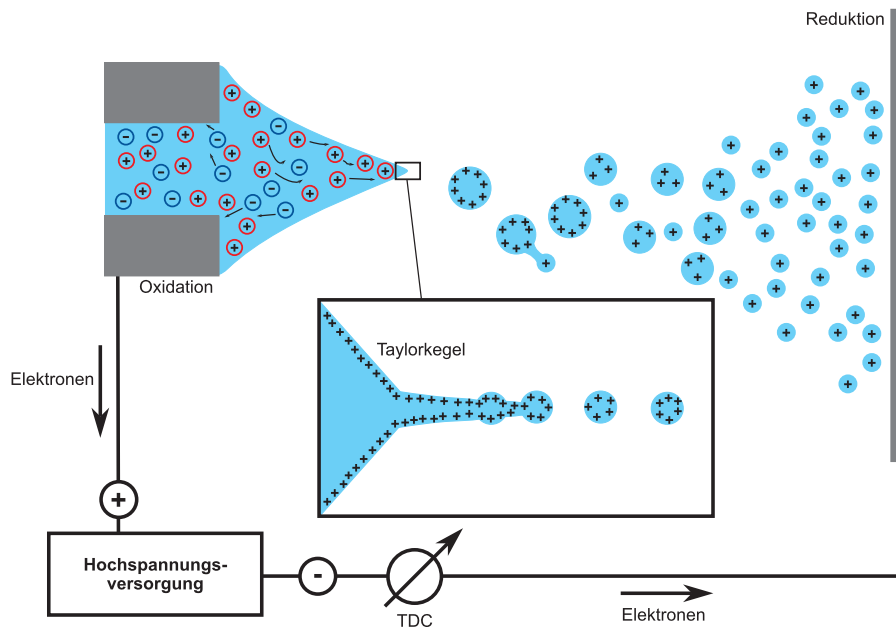 Reduktion
Oxidation
Taylorkegel
Elektronen
+
Hochspannungs-
versorgung
-
TDC
Elektronen